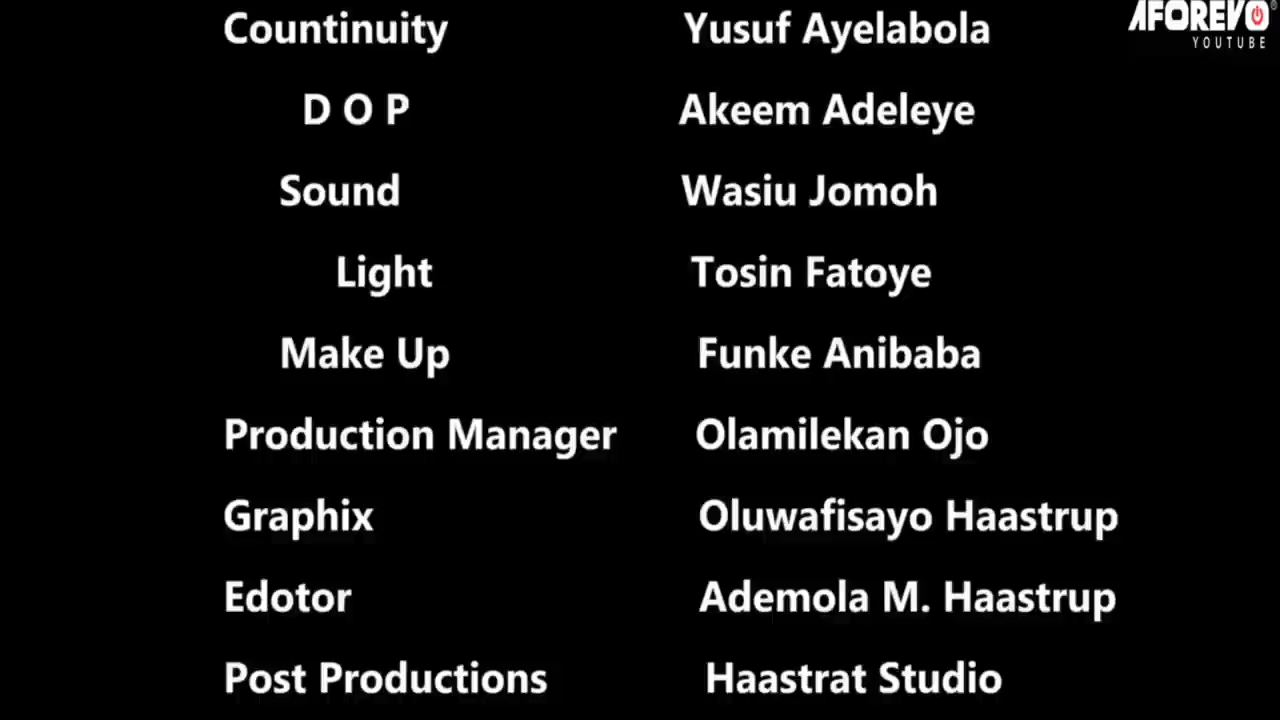 AFOREVO
YOUTUBE
Countinuity Yusuf Ayelabola
D O P Akeem Adeleye
Sound Wasiu Jomoh
Light Tosin Fatoye
Make Up Funke Anibaba
Production Manager Olamilekan Ojo
Graphix Oluwafisayo Haastrup
Edotor Ademola M. Haastrup
Post Productions Haastrat Studio